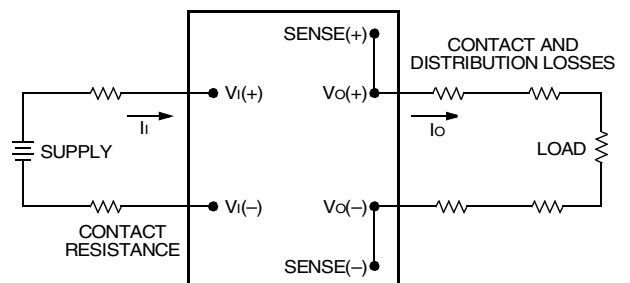 SENSE(+)
CONTACT AND
DISTRIBUTION LOSSES
VI(+)
VO(+)
II
IO
SUPPLY
LOAD
VI(–)
VO(–)
CONTACT
RESISTANCE
SENSE(–)